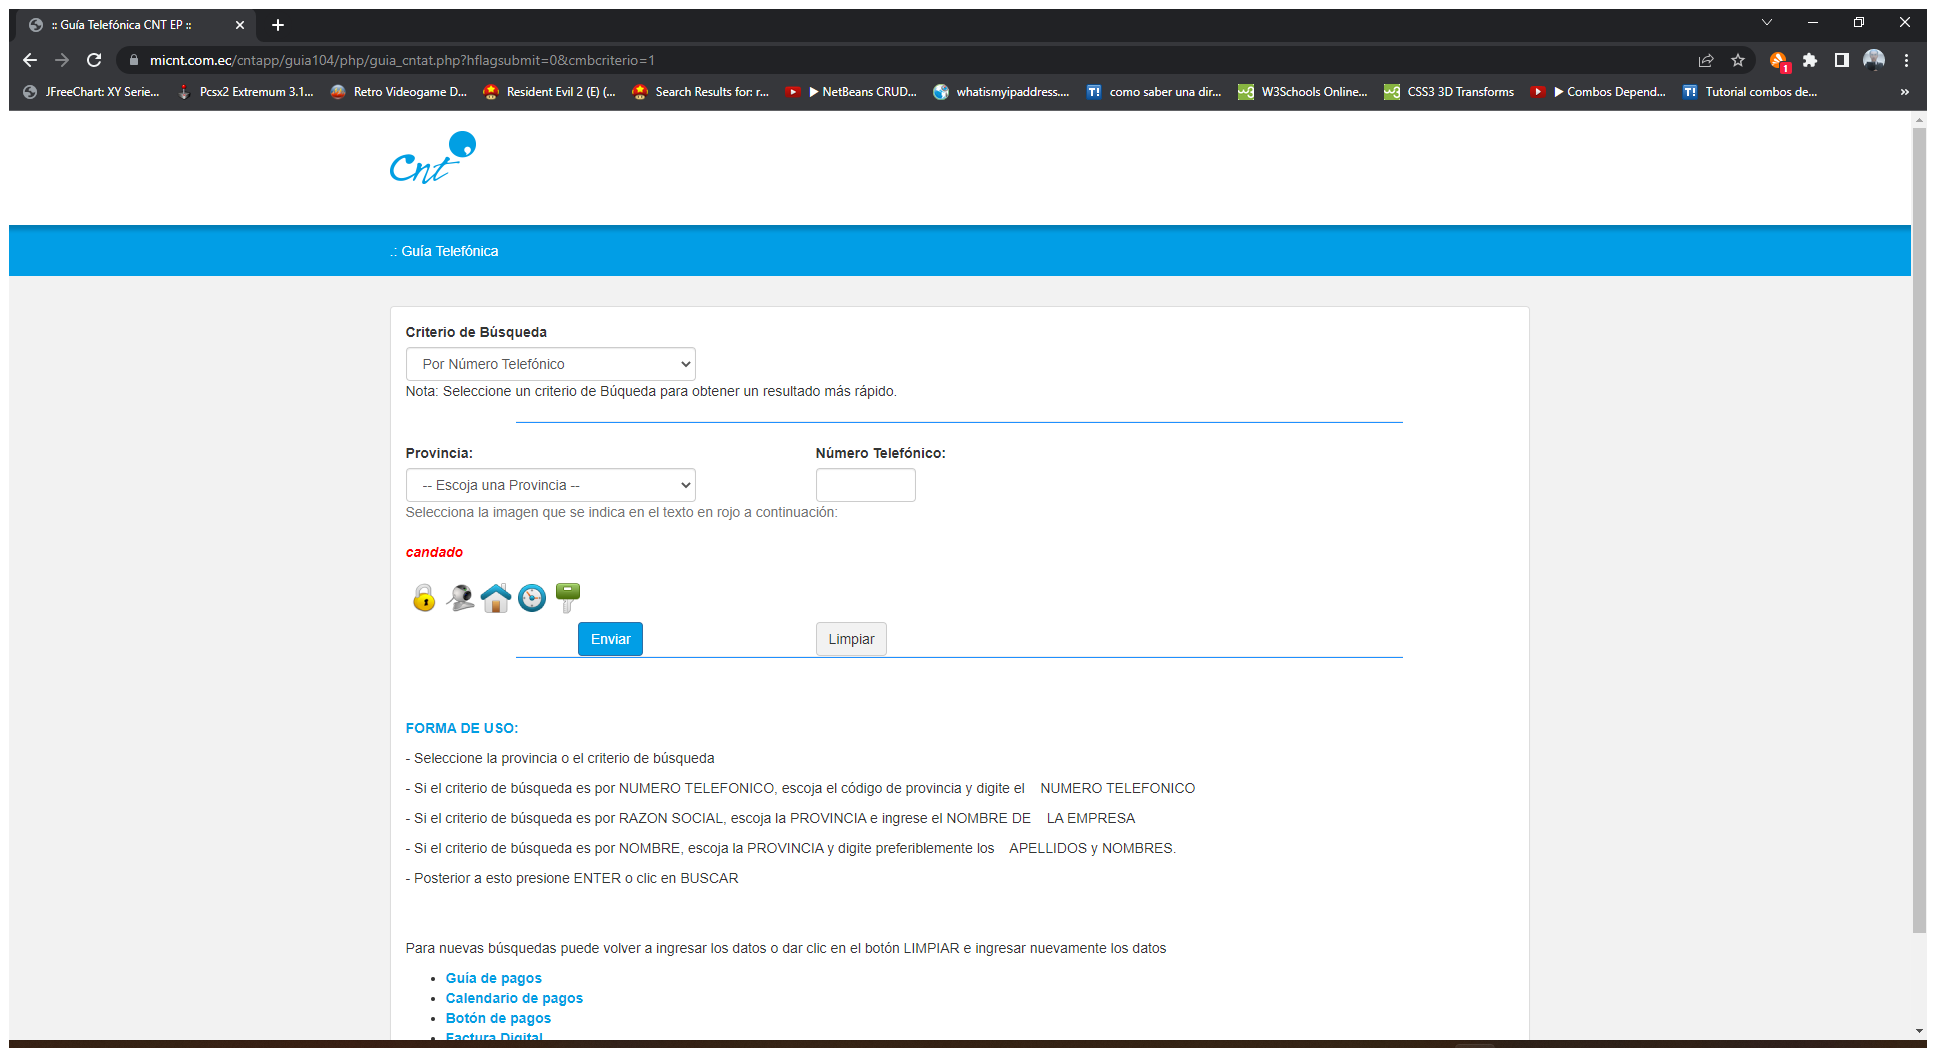 :: Guía Telefónica CNT EP ::
micnt.com.ec/cntapp/guia104/php/guia_cntat.php?hflagsubmit=0&cmbcriterio=1
1
JFreeChart: XY Serie... Pcsx2 Extremum 3.1... Retro Videogame D... Resident Evil 2 (E) (... Search Results for: r... ▶ NetBeans CRUD... whatismyipaddress.... T! como saber una dir... W3Schools Online... CSS3 3D Transforms ▶ Combos Depend... T! Tutorial combos de... »
Cnt
.: Guía Telefónica
Criterio de Búsqueda
Por Número Telefónico
Nota: Seleccione un criterio de Búqueda para obtener un resultado más rápido.
Provincia: Número Telefónico:
-- Escoja una Provincia --
Selecciona la imagen que se indica en el texto en rojo a continuación:
candado
Enviar Limpiar
FORMA DE USO:
- Seleccione la provincia o el criterio de búsqueda
- Si el criterio de búsqueda es por NUMERO TELEFONICO, escoja el código de provincia y digite el NUMERO TELEFONICO
- Si el criterio de búsqueda es por RAZON SOCIAL, escoja la PROVINCIA e ingrese el NOMBRE DE LA EMPRESA
- Si el criterio de búsqueda es por NOMBRE, escoja la PROVINCIA y digite preferiblemente los APELLIDOS y NOMBRES.
- Posterior a esto presione ENTER o clic en BUSCAR
Para nuevas búsquedas puede volver a ingresar los datos o dar clic en el botón LIMPIAR e ingresar nuevamente los datos
• Guía de pagos
• Calendario de pagos
• Botón de pagos
• Factura Digital